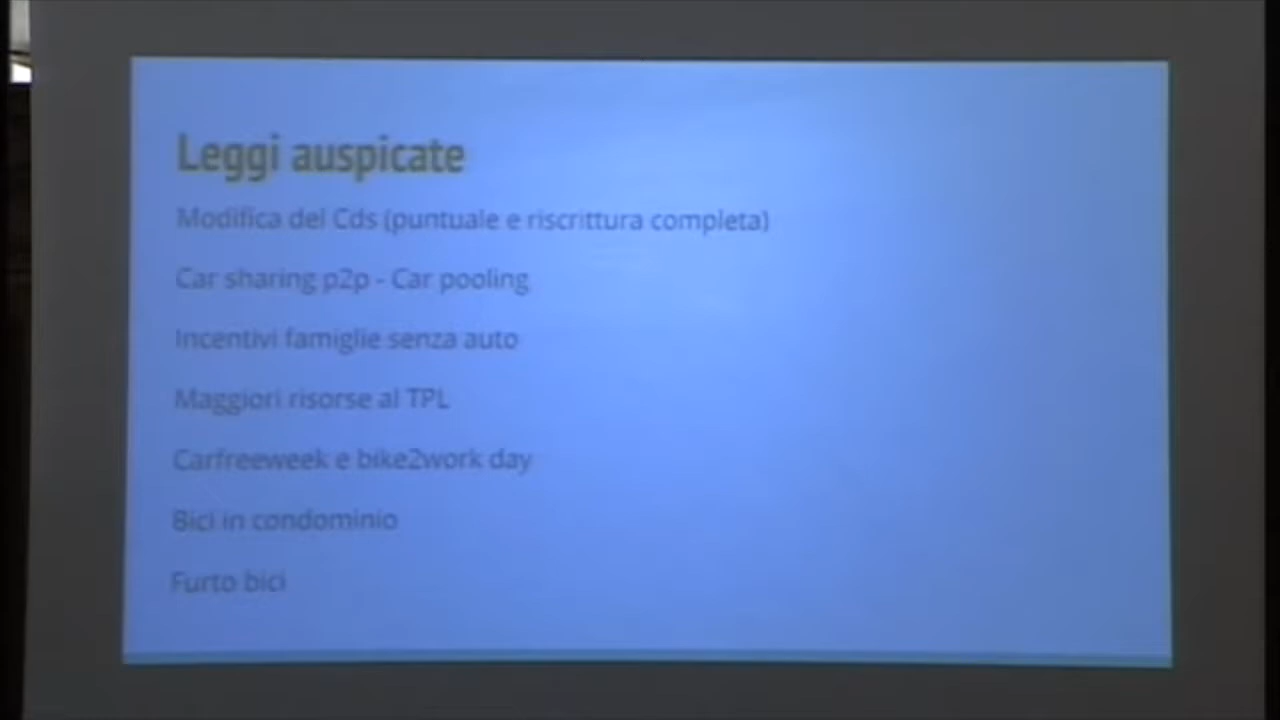 Leggi auspicate
Modifica del Cds (puntuale e riscrittura completa)
Car sharing p2p - Car pooling
Incentivi famiglie senza auto
Maggiori risorse al TPL
Carfreeweek e bike2work day
Bici in condominio
Furto bici